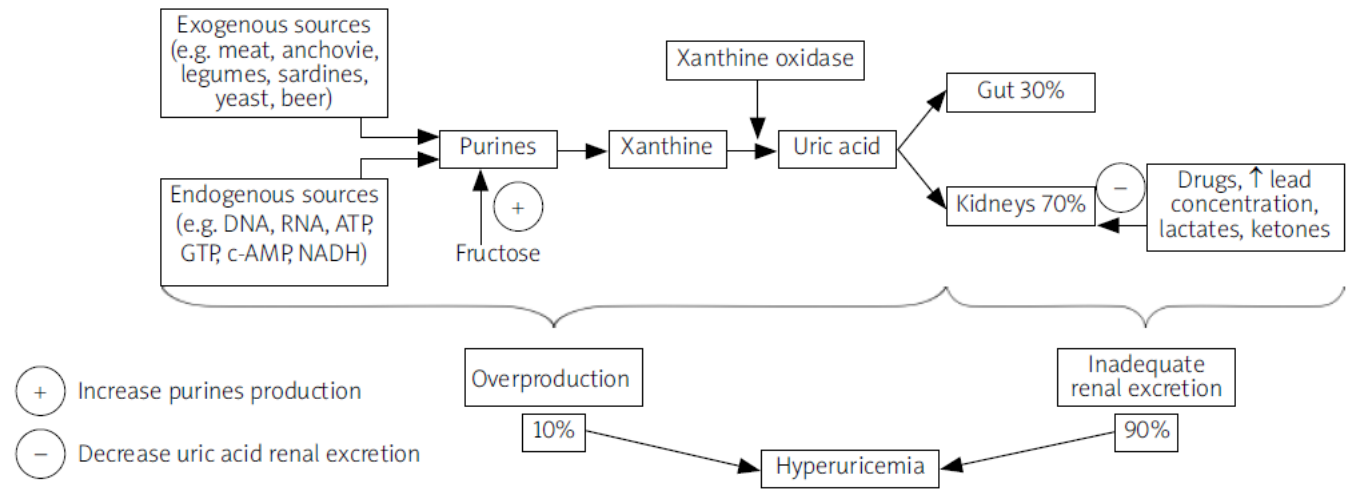 Exogenous sources
(e.g. meat, anchovie,
legumes, sardines,
yeast, beer)
Xanthine oxidase
Gut 30%
Purines
Xanthine
Uric acid
Endogenous sources
(e.g. DNA, RNA, ATP,
GTP, c-AMP, NADH)
+
Fructose
Kidneys 70%
−
Drugs, ↑ lead
concentration,
lactates, ketones
Overproduction
10%
Inadequate
renal excretion
90%
Hyperuricemia
+ Increase purines production
− Decrease uric acid renal excretion